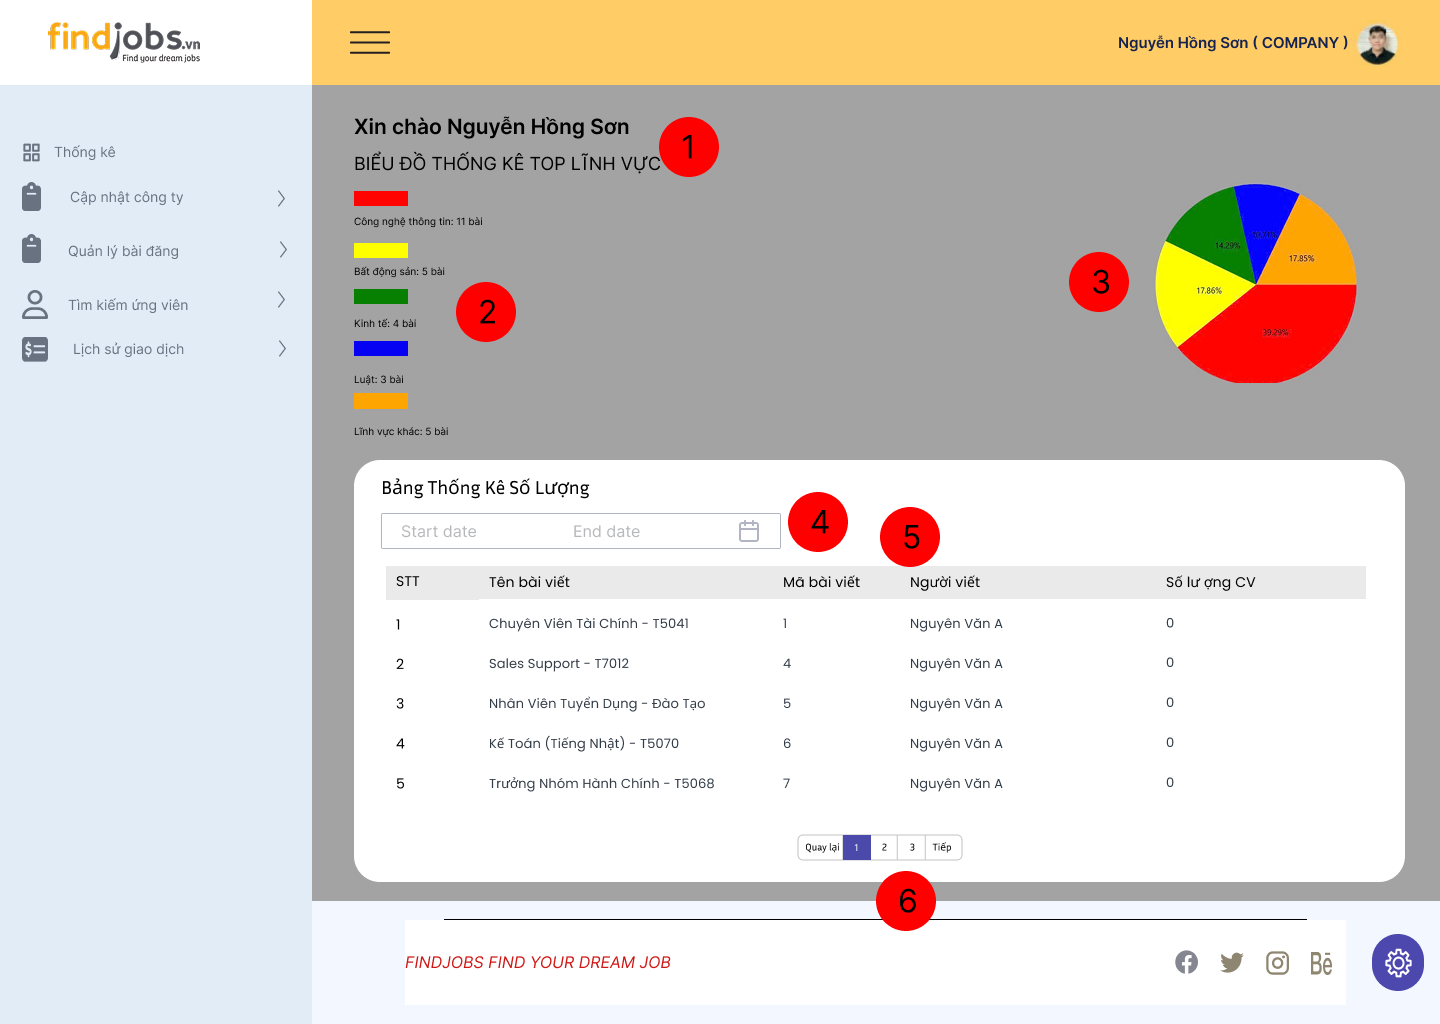 findjobs.vn
Find your dream jobs
Nguyễn Hồng Sơn ( COMPANY )
Thống kê
Cập nhật công ty
Quản lý bài đăng
Tìm kiếm ứng viên
Lịch sử giao dịch
Xin chào Nguyễn Hồng Sơn
1
BIỂU ĐỒ THỐNG KÊ TOP LĨNH VỰC
Công nghệ thông tin: 11 bài
Bất động sản: 5 bài
2
Kinh tế: 4 bài
Luật: 3 bài
Lĩnh vực khác: 5 bài
3
14.29%
17.85%
17.86%
39.29%
Bảng Thống Kê Số Lượng
Start date End date
4
5
STT Tên bài viết Mã bài viết Người viết Số lư ợng CV
1 Chuyên Viên Tài Chính - T5041 1 Nguyên Văn A 0
2 Sales Support - T7012 4 Nguyên Văn A 0
3 Nhân Viên Tuyển Dụng - Đào Tạo 5 Nguyên Văn A 0
4 Kế Toán (Tiếng Nhật) - T5070 6 Nguyên Văn A 0
5 Trưởng Nhóm Hành Chính - T5068 7 Nguyên Văn A 0
Quay lại 1 2 3 Tiếp
6
FINDJOBS FIND YOUR DREAM JOB